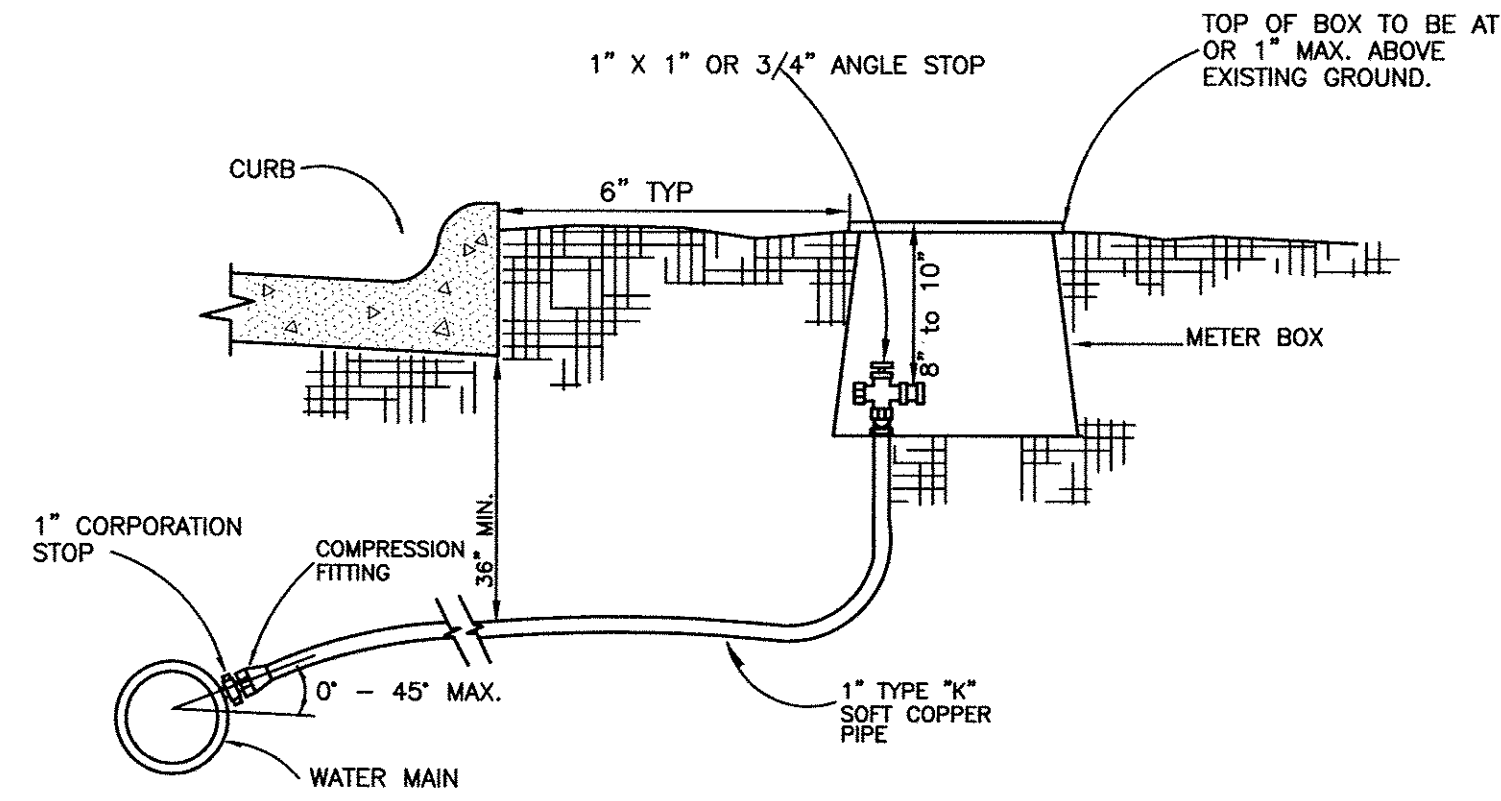 TOP OF BOX TO BE AT
OR 1" MAX. ABOVE
EXISTING GROUND.
1" X 1" OR 3/4" ANGLE STOP
CURB
6" TYP
8" to 10"
METER BOX
36" MIN.
1" CORPORATION
STOP
COMPRESSION
FITTING
0° - 45° MAX.
1" TYPE "K"
SOFT COPPER
PIPE
WATER MAIN